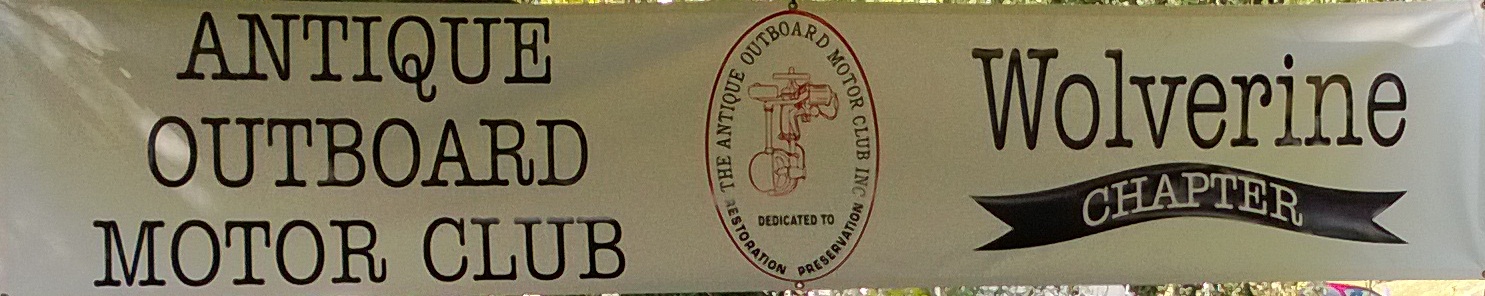 ANTIQUE
OUTBOARD
MOTOR CLUB
THE ANTIQUE OUTBOARD MOTOR CLUB INC
DEDICATED TO
RESTORATION PRESERVATION
Wolverine
CHAPTER